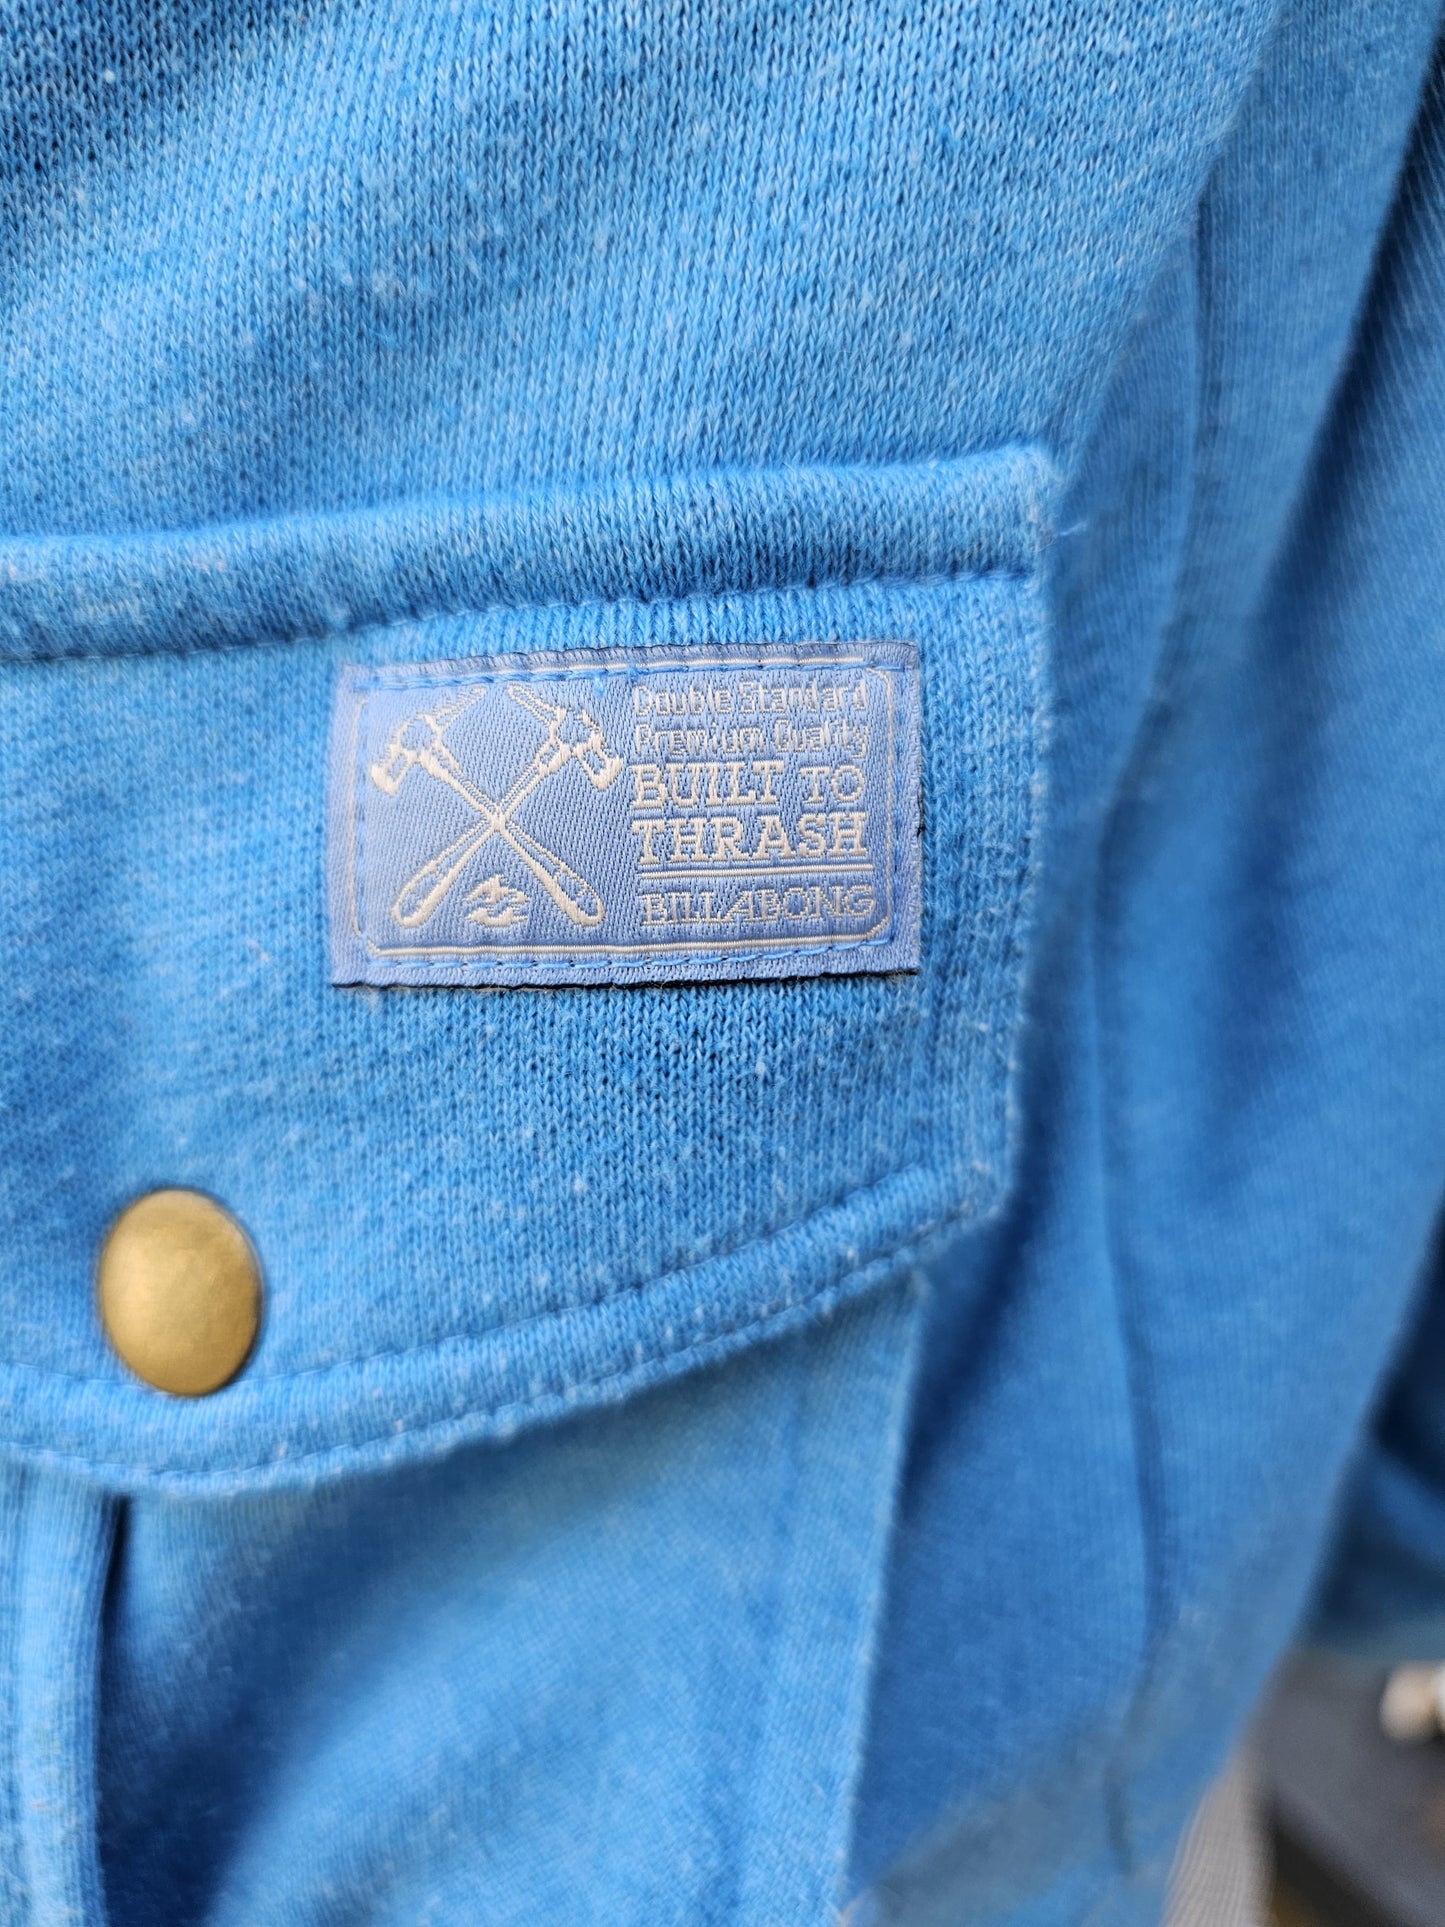 Double Standard
Premium Quality
BUILT TO
THRASH
BILLABONG